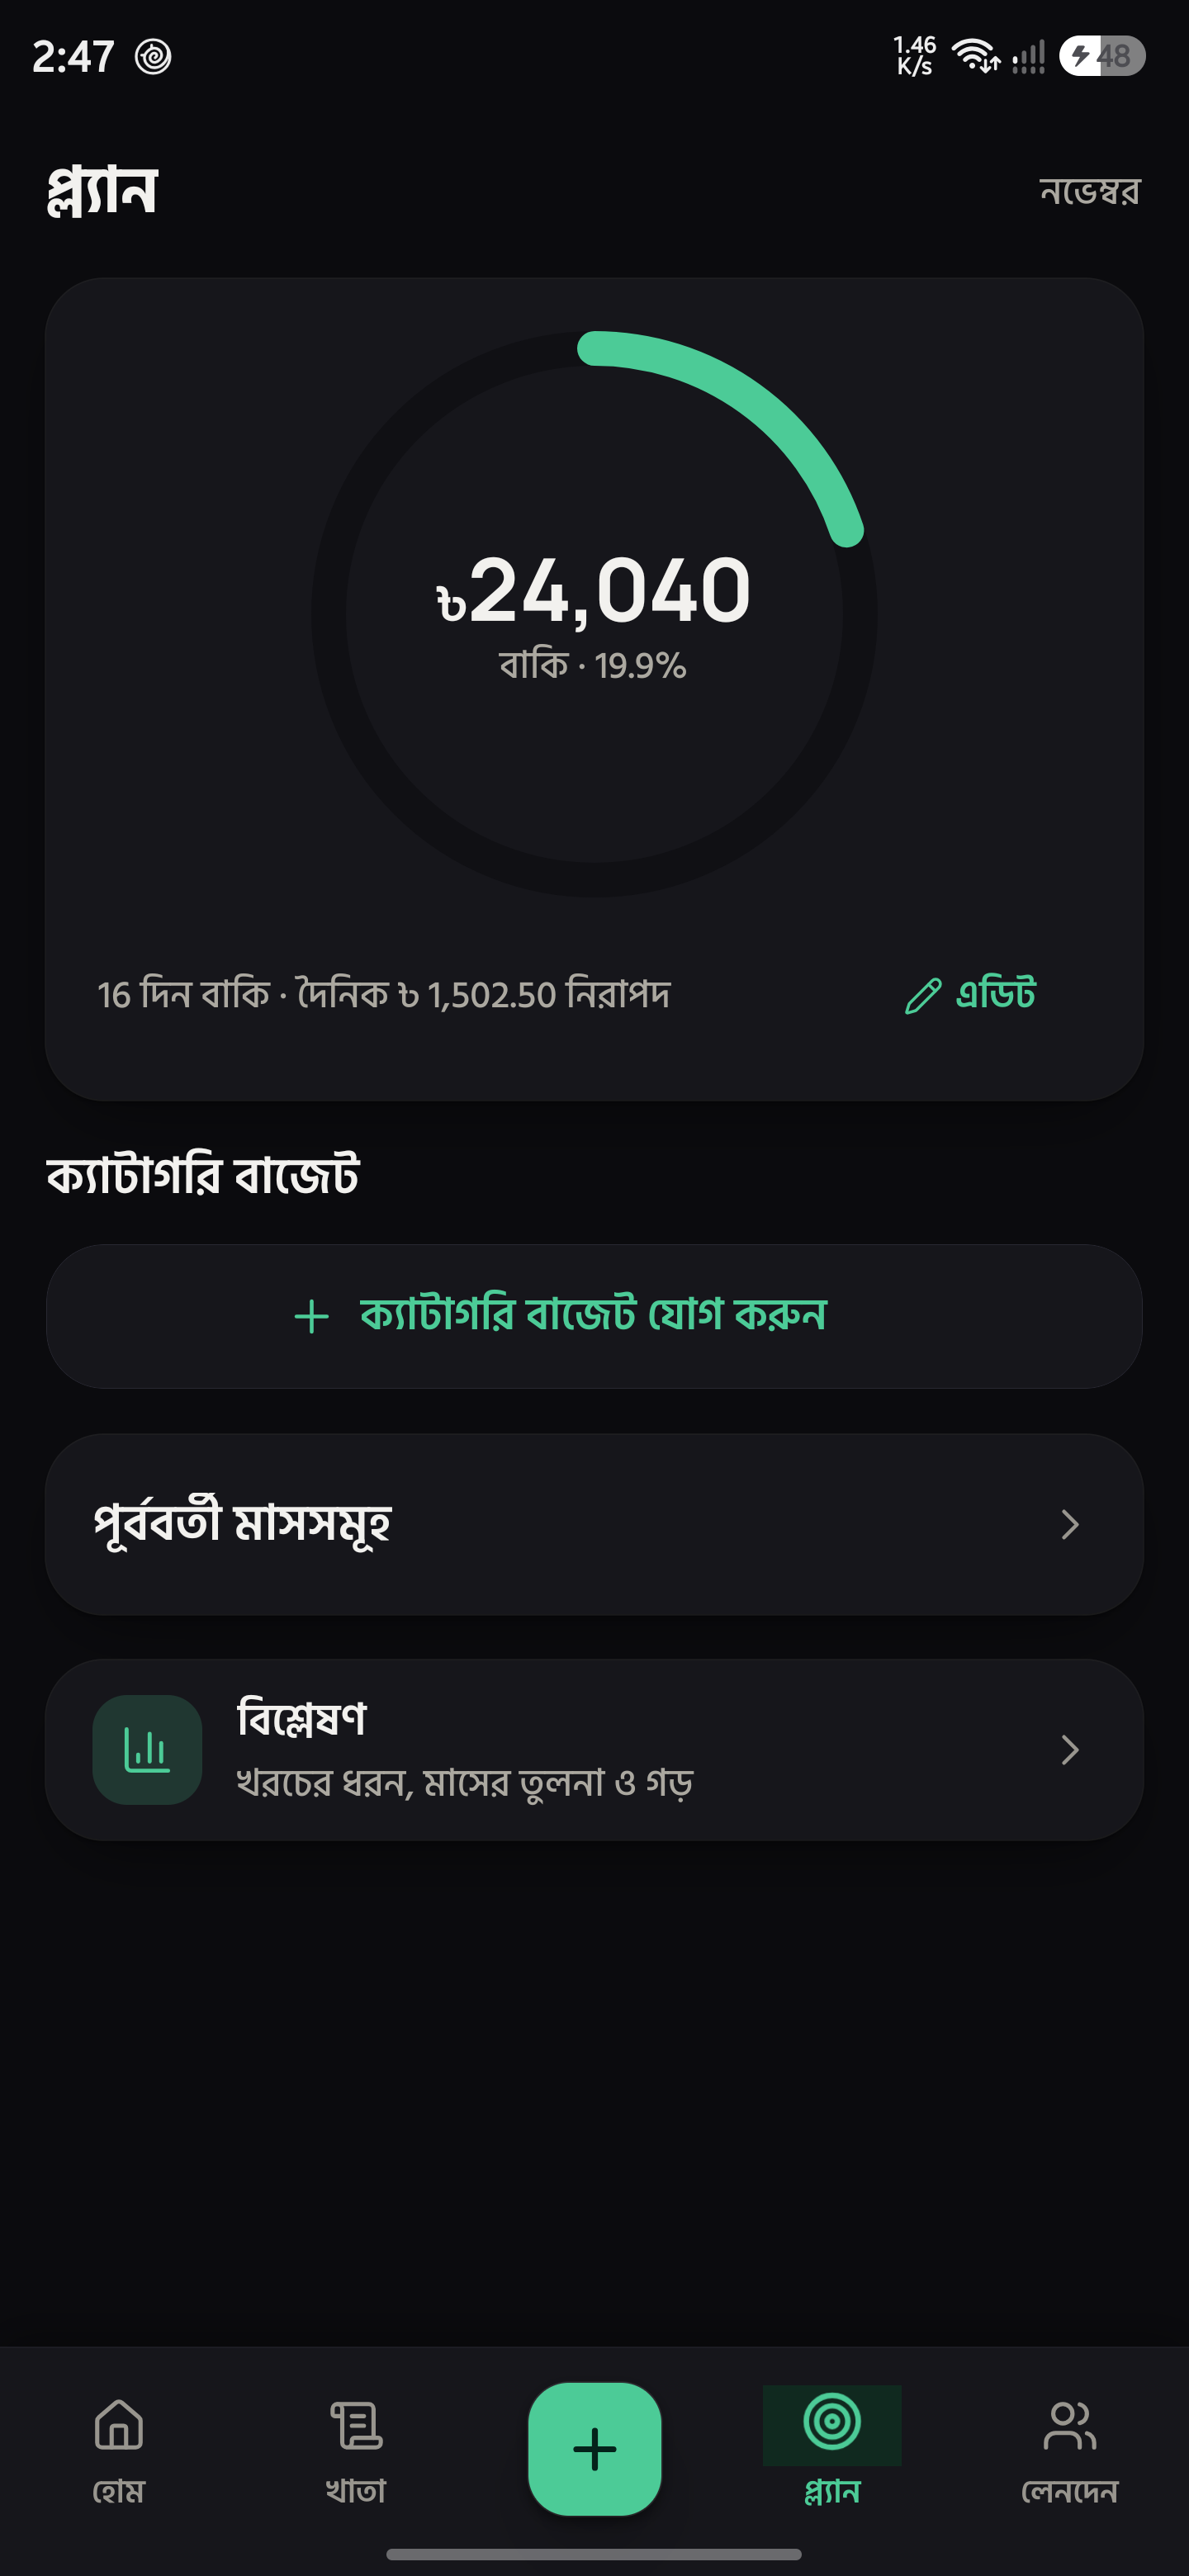 2:47
1.46
K/s
48
প্ল্যান
নভেম্বর
৳24,040
বাকি · 19.9%
16 দিন বাকি · দৈনিক ৳ 1,502.50 নিরাপদ
এডিট
ক্যাটাগরি বাজেট
ক্যাটাগরি বাজেট যোগ করুন
পূর্ববর্তী মাসসমূহ
বিশ্লেষণ
খরচের ধরন, মাসের তুলনা ও গড়
হোম
খাতা
প্ল্যান
লেনদেন